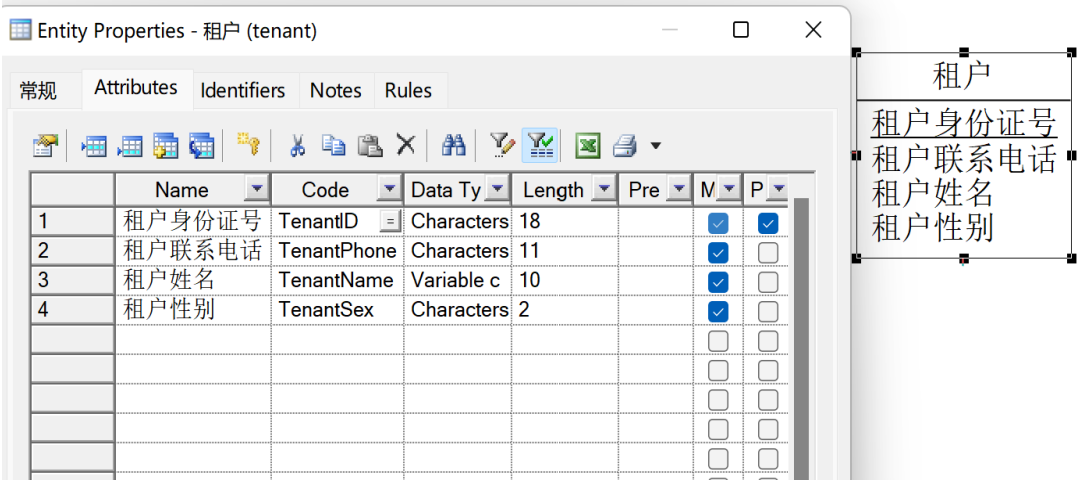 Entity Properties - 租户 (tenant)
常规 Attributes Identifiers Notes Rules
Name Code Data Ty Length Pre M P
1 租户身份证号 TenantID = Characters 18
2 租户联系电话 TenantPhone Characters 11
3 租户姓名 TenantName Variable c 10
4 租户性别 TenantSex Characters 2
租户
租户身份证号
租户联系电话
租户姓名
租户性别